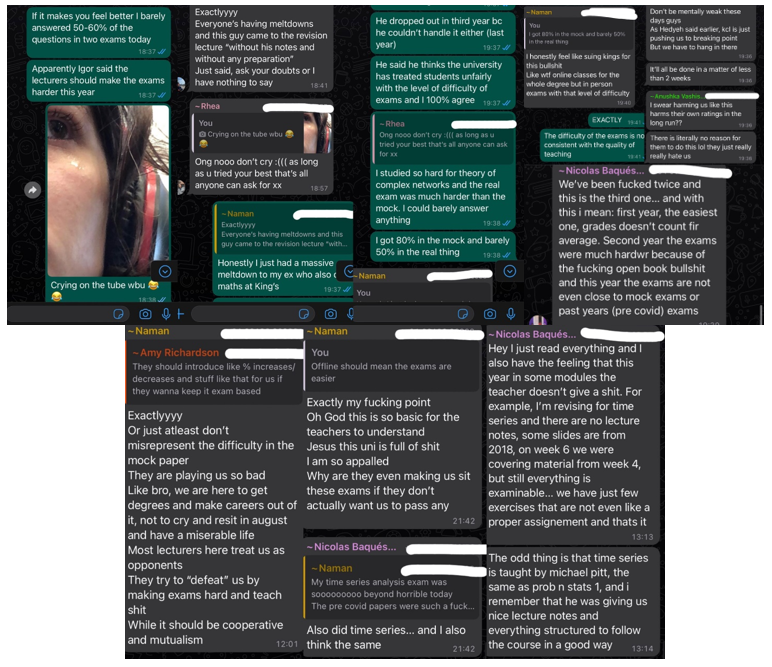 If it makes you feel better I barely
answered 50-60% of the
questions in two exams today
18:37
Apparently Igor said the
lecturers should make the exams
harder this year
18:37
Crying on the tube wbu 😂
😂
18:38
Exactlyyyy
Everyone's having meltdowns and
this guy came to the revision
lecture "without his notes and
without any preparation"
Just said, ask your doubts or I
have nothing to say
18:41
~Rhea
You
Crying on the tube wbu 😂
😂
Ong nooo don't cry :((( as long
as u tried your best that's all
anyone can ask for xx
18:57
~Naman
Exactlyyyy
Everyone's having meltdowns and this
guy came to the revision lecture "with...
Honestly I just had a massive
meltdown to my ex who also
maths at King's
19:37
He dropped out in third year bc
he couldn't handle it either (last
year)
19:37
He said he thinks the university
has treated students unfairly
with the level of difficulty of
exams and I 100% agree
19:37
~Rhea
Ong nooo don't cry :((( as long as u
tried your best that's all anyone can
ask for xx
I studied so hard for theory of
complex networks and the real
exam was much harder than the
mock. I could barely answer
anything
19:38
I got 80% in the mock and barely
50% in the real thing
19:38
~Naman
You
~Naman
You
I got 80% in the mock and barely 50%
in the real thing
I honestly feel like suing kings for
this bullshit
Like wtf online classes for the
whole degree but in person
exams with that level of difficulty
19:40
EXACTLY
19:41
The difficulty of the exams is no
consistent with the quality of
teaching
19:41
Don't be mentally weak these
days guys
As Hedyeh said earlier, kcl is just
pushing us to breaking point
But we have to hang in there
19:36
It'll be done in a matter of less
than 2 weeks
19:36
~Anushka Vashis...
I swear harming us like this
harms their own ratings in the
long run??
19:36
There is literally no reason for
them to do this lol they just really
really hate us
19:38
~Nicolas Baqués...
We've been fucked twice and
this is the third one... and with
this i mean: first year, the easiest
one, grades doesn't count fir
average. Second year the exams
were much hardwr because of
the fucking open book bullshit
and this year the exams are not
even close to mock exams or
past years (pre covid) exams
~Naman
~Amy Richardson
They should introduce like % increases/
decreases and stuff like that for us if
they wanna keep it exam based
Exactlyyyy
Or just atleast don't
misrepresent the difficulty in the
mock paper
They are playing us so bad
Like bro, we are here to get
degrees and make careers out of
it, not to cry and resit in august
and have a miserable life
Most lecturers here treat us as
opponents
They try to "defeat" us by
making exams hard and teach
shit
While it should be cooperative
and mutualism
12:01
~Naman
You
Offline should mean the exams are
easier
Exactly my fucking point
Oh God this is so basic for the
teachers to understand
Jesus this uni is full of shit
I am so appalled
Why are they even making us sit
these exams if they don't
actually want us to pass any
21:42
~Nicolas Baqués...
~Naman
My time series analysis exam was
sooooooooo beyond horrible today
The pre covid papers were such a fuck...
Also did time series... and I also
think the same
21:42
~Nicolas Baqués...
Hey I just read everything and I
also have the feeling that this
year in some modules the
teacher doesn't give a shit. For
example, I'm revising for time
series and there are no lecture
notes, some slides are from
2018, on week 6 we were
covering material from week 4,
but still everything is
examinable... we have just few
exercises that are not even like a
proper assignement and thats it
13:13
The odd thing is that time series
is taught by michael pitt, the
same as prob n stats 1, and i
remember that he was giving us
nice lecture notes and
everything structured to follow
the course in a good way
13:14